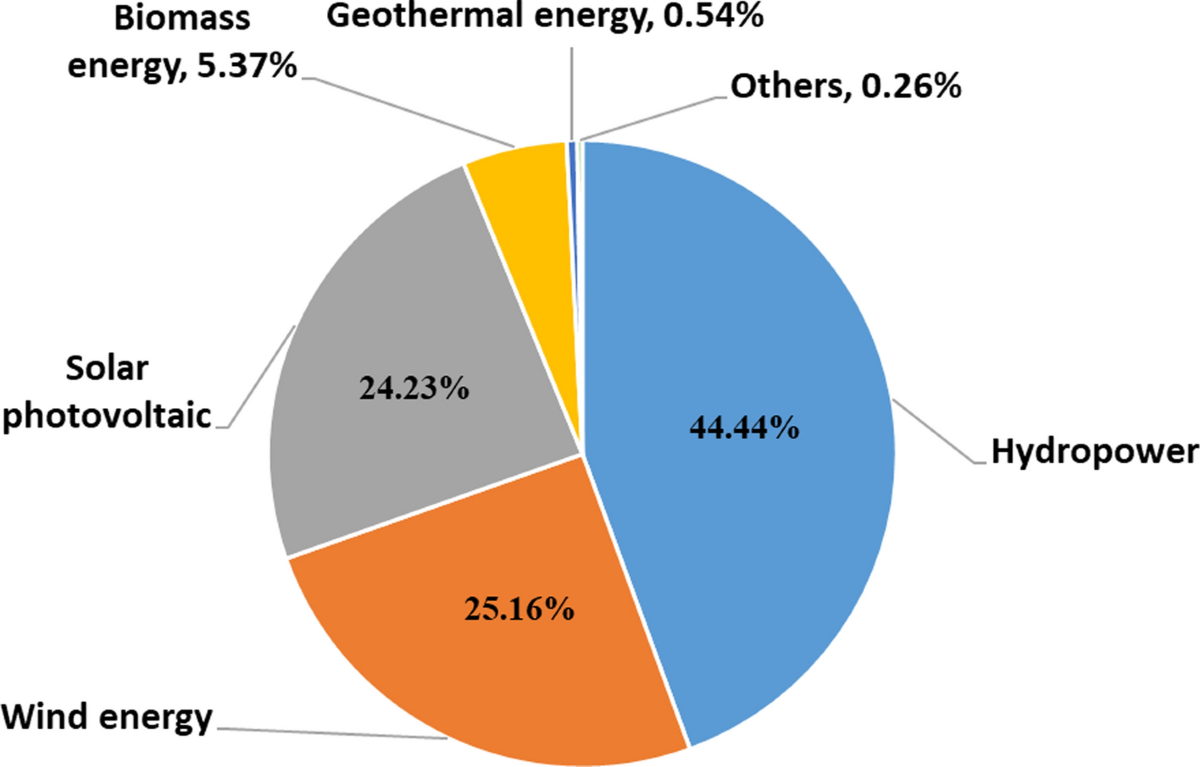 Biomass
energy, 5.37%
Geothermal energy, 0.54%
Others, 0.26%
Solar
photovoltaic
24.23%
44.44%
Hydropower
25.16%
Wind energy